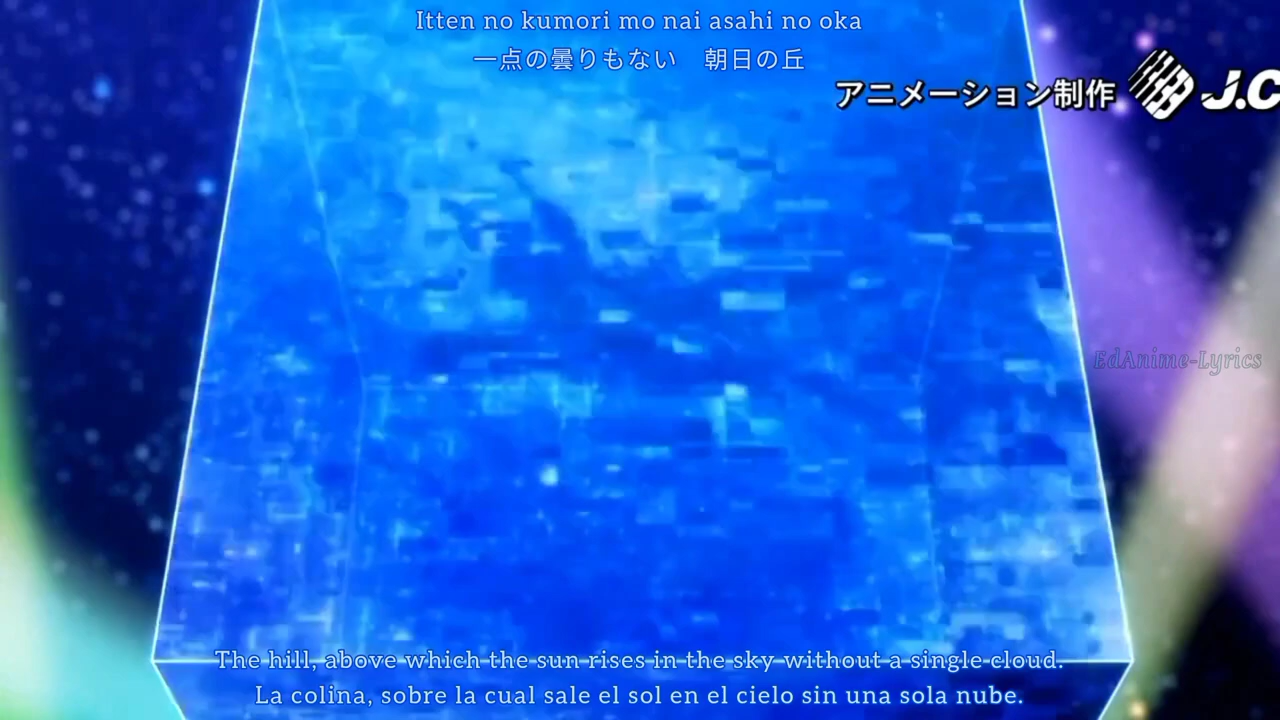 Itten no kumori mo nai asahi no oka
一点の曇りもない 朝日の丘
アニメーション制作 J.C
EdAnime-Lyrics
The hill, above which the sun rises in the sky without a single cloud.
La colina, sobre la cual sale el sol en el cielo sin una sola nube.